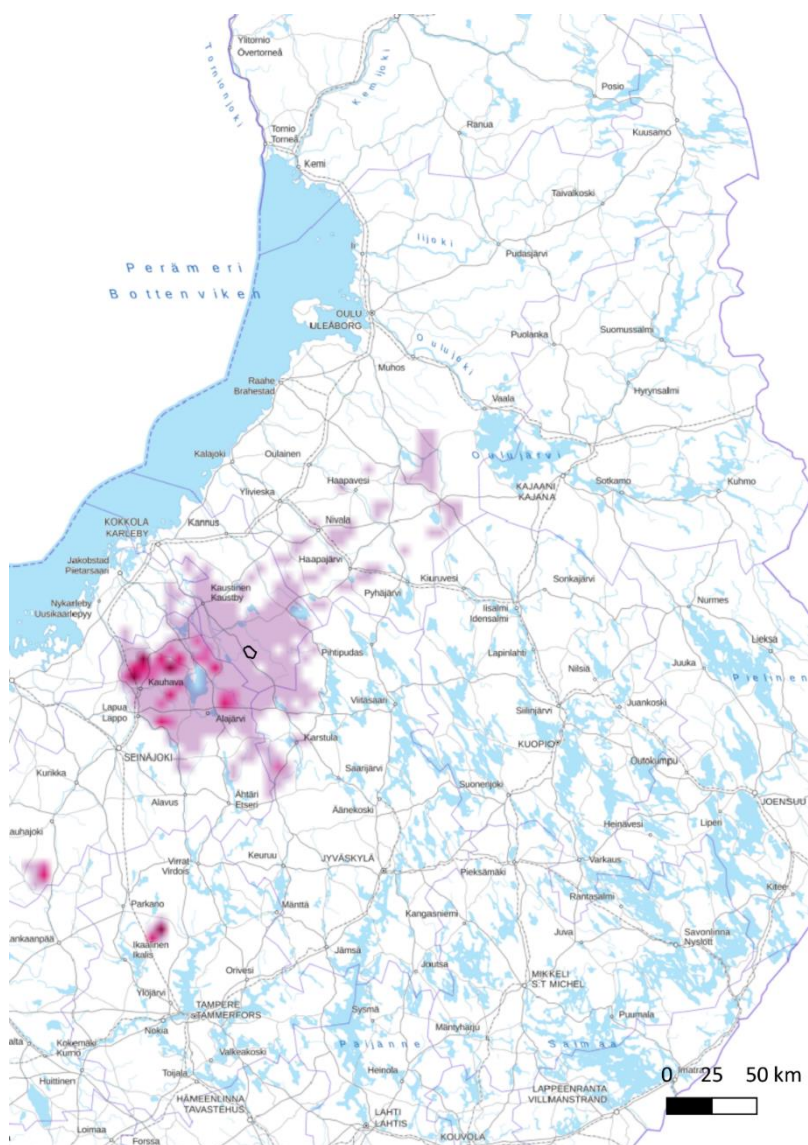 Ylitornio
Övertorneå
Tornionjoki
Kemijoki
Posio
Ranua
Kuusamo
Tornio
Torneå
Kemi
Taivalkoski
Ii
Iijoki
Pudasjärvi
Perämeri
Bottenvikeh
OULU
ULEÅBORG
Oulujoki
Puolanka
Suomussalmi
Muhos
Raahe
Brahestad
Hyrynsalmi
Vaala
Kalajoki
Oulainen
Oulujärvi
Haapavesi
KAJAANI
KAJANA
Sotkamo
Kuhmo
Ylivieska
KOKKOLA
KARLEBY
Kannus
Nivala
Jakobstad
Pietarsaari
Haapajärvi
Kiuruvesi
Sonkajärvi
Kaustinen
Kaustby
Pyhäjärvi
Nykarleby
Uusikaarlepyy
Iisalmi
Idensalmi
Nurmes
Lieksa
Pihtipudas
Lapinlahti
Nilsiä
Juuka
Pielinen
Kauhava
Viitasaari
Siilinjärvi
Juankoski
Lapua
Lappo
Alajärvi
KUOPIO
SEINÄJOKI
Karstula
Outokumpu
Kurikka
Saarijärvi
Suonenjoki
JOENSUU
Alavus
Ähtäri
Etseri
Äänekoski
Heinävesi
Liperi
auhajoki
Virrat
Virdois
Keuruu
JYVÄSKYLÄ
Pieksämäki
Varkaus
Kitee
Rantasalmi
Parkano
Mänttä
Kangasniemi
ankaanpää
Ikaalinen
Ikalis
Jämsä
Juva
Savonlinna
Nyslott
Orivesi
Joutsa
MIKKELI
S:T MICHEL
Ylöjärvi
TAMPERE
TAMMERFORS
Sysmä
Puumala
Nokia
Mäntyharju
Kokemäki
Kumo
Valkeakoski
Päijänne
Saimaa
Huittinen
Toijala
Heinola
Imatra
0 25 50 km
HÄMEENLINNA
TAVASTEHUS
LAPPEENRANTA
VILLMANSTRAND
Loimaa
Forssa
LAHTI
LAHTIS
KOUVOLA